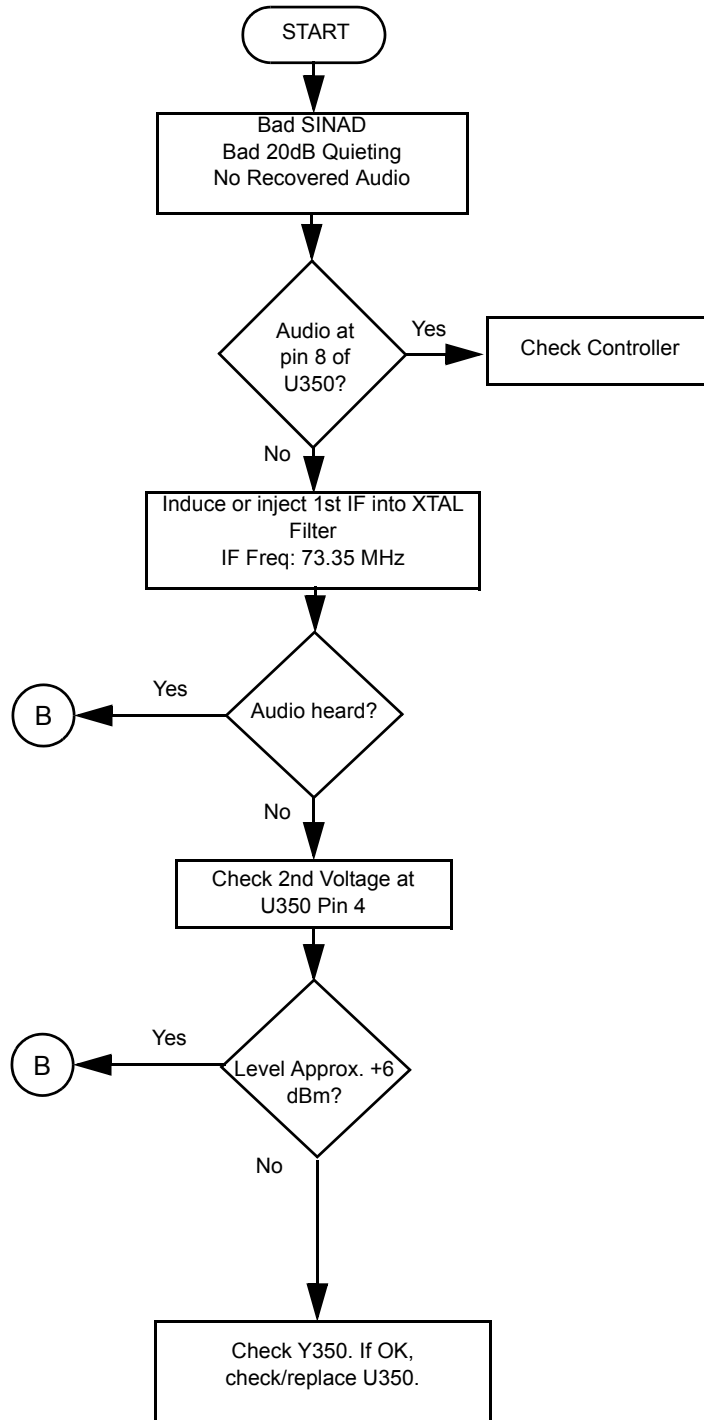 START
Bad SINAD
Bad 20dB Quieting
No Recovered Audio
Audio at
pin 8 of
U350?
Yes
Check Controller
No
Induce or inject 1st IF into XTAL
Filter
IF Freq: 73.35 MHz
Yes
B
Audio heard?
No
Check 2nd Voltage at
U350 Pin 4
Yes
B
Level Approx. +6
dBm?
No
Check Y350. If OK,
check/replace U350.